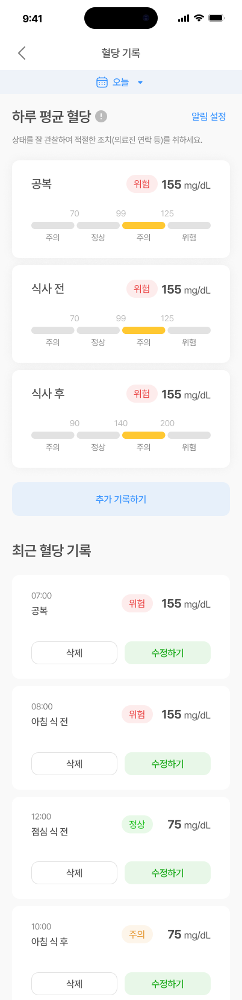 9:41
혈당 기록
오늘
하루 평균 혈당
알림 설정
상태를 잘 관찰하여 적절한 조치(의료진 연락 등)를 취하세요.
공복 위험 155 mg/dL
70 99 125
주의 정상 주의 위험
식사 전 위험 155 mg/dL
70 99 125
주의 정상 주의 위험
식사 후 위험 155 mg/dL
90 140 200
주의 정상 주의 위험
추가 기록하기
최근 혈당 기록
07:00
공복
위험 155 mg/dL
삭제 수정하기
08:00
아침 식 전
위험 155 mg/dL
삭제 수정하기
12:00
점심 식 전
정상 75 mg/dL
삭제 수정하기
10:00
아침 식 후
주의 75 mg/dL
삭제 수정하기